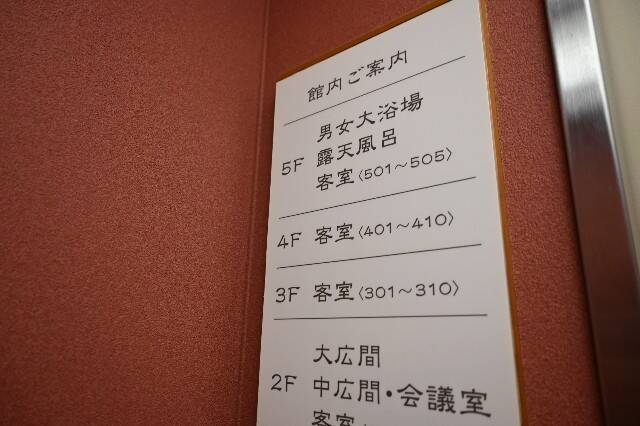 館内ご案内
男女大浴場
5F 露天風呂
客室〈501～505〉
4F 客室〈401～410〉
3F 客室〈301～310〉
大広間
2F 中広間・会議室
客室